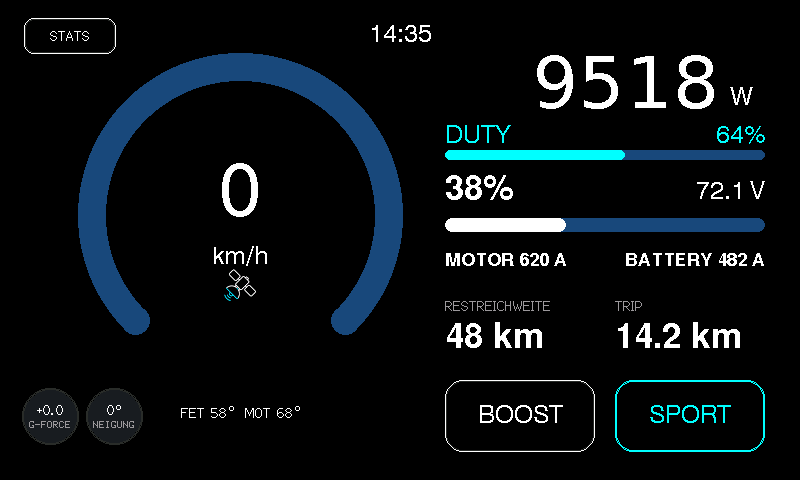 STATS
14:35
9518 W
DUTY 64%
38% 72.1 V
0
km/h
MOTOR 620 A BATTERY 482 A
RESTREICHWEITE TRIP
48 km 14.2 km
+0.0
G-FORCE
0°
NEIGUNG
FET 58° MOT 68°
BOOST SPORT